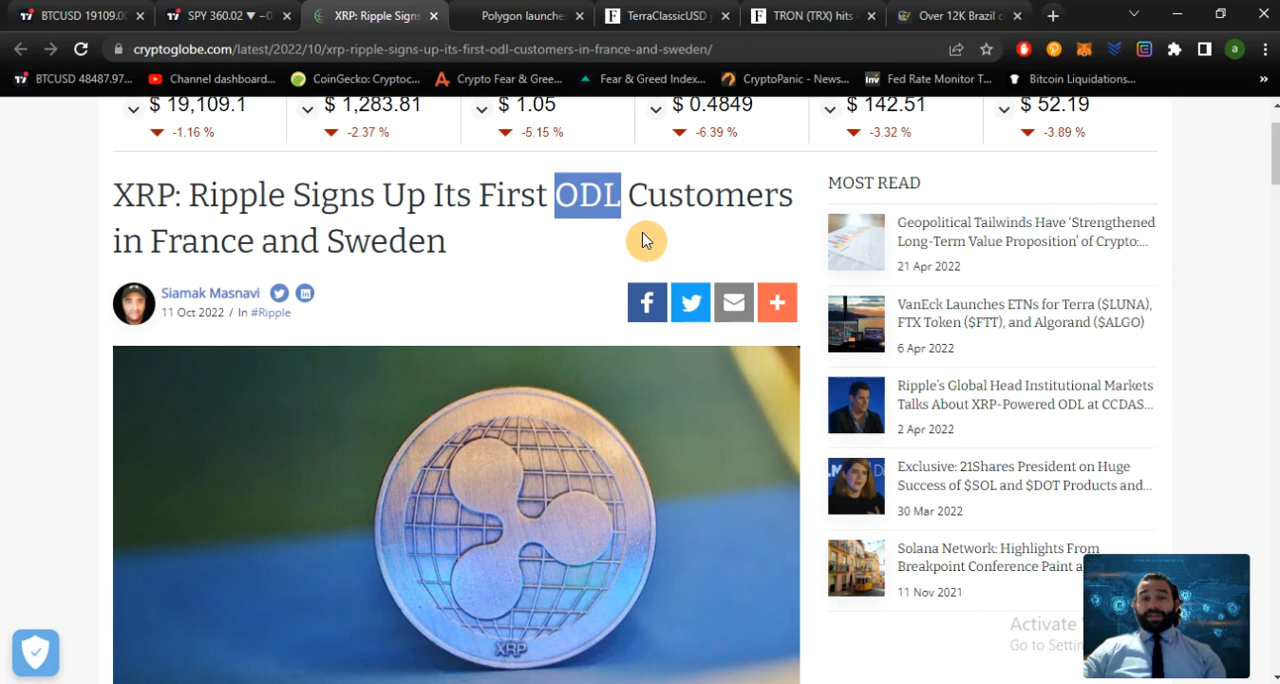 BTCUSD 19109.0
SPY 360.02 ▼ −0
XRP: Ripple Signs
Polygon launche
TerraClassicUSD
TRON (TRX) hits
Over 12K Brazil c
cryptoglobe.com/latest/2022/10/xrp-ripple-signs-up-its-first-odl-customers-in-france-and-sweden/
a
BTCUSD 48487.97...
Channel dashboard...
CoinGecko: Cryptoc...
Crypto Fear & Gree...
Fear & Greed Index...
CryptoPanic - News...
inv
Fed Rate Monitor T...
Bitcoin Liquidations...
»
$ 19,109.1
$ 1,283.81
$ 1.05
$ 0.4849
$ 142.51
$ 52.19
-1.16 %
-2.37 %
-5.15 %
-6.39 %
-3.32 %
-3.89 %
XRP: Ripple Signs Up Its First ODL Customers
in France and Sweden
Siamak Masnavi
11 Oct 2022 / In #Ripple
XRP
MOST READ
Geopolitical Tailwinds Have ‘Strengthened
Long-Term Value Proposition’ of Crypto:...
21 Apr 2022
VanEck Launches ETNs for Terra ($LUNA),
FTX Token ($FTT), and Algorand ($ALGO)
6 Apr 2022
Ripple’s Global Head Institutional Markets
Talks About XRP-Powered ODL at CCDAS...
2 Apr 2022
Exclusive: 21Shares President on Huge
Success of $SOL and $DOT Products and...
30 Mar 2022
Solana Network: Highlights From
Breakpoint Conference Paint a
11 Nov 2021
Activate
Go to Settin